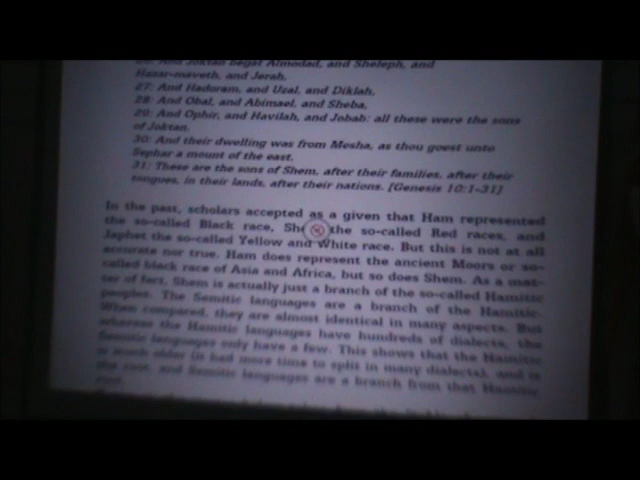 26: And Joktan begat Almodad, and Sheleph, and
Hazar-maveth, and Jerah,
27: And Hadoram, and Uzal, and Diklah,
28: And Obal, and Abimael, and Sheba,
29: And Ophir, and Havilah, and Jobab: all these were the sons
of Joktan.
30: And their dwelling was from Mesha, as thou goest unto
Sephar a mount of the east.
31: These are the sons of Shem, after their families, after their
tongues, in their lands, after their nations. [Genesis 10:1-31]
In the past, scholars accepted as a given that Ham represented
the so-called Black race, the so-called Red races, and
Japhet the so-called Yellow and White race. But this is not at all
accurate nor true. Ham does represent the ancient Moors or so-
called black race of Asia and Africa, but so does Shem. As a mat-
ter of fact, Shem is actually just a branch of the so-called Hamitic
peoples. The Semitic languages are a branch of the Hamitic.
When compared, they are almost identical in many aspects. But
whereas the Hamitic languages have hundreds of dialects, the
Semitic languages only have a few. This shows that the Hamitic
is much older (it had more time to split in many dialects), and is
the root, and Semitic languages are a branch from that Hamitic
root.